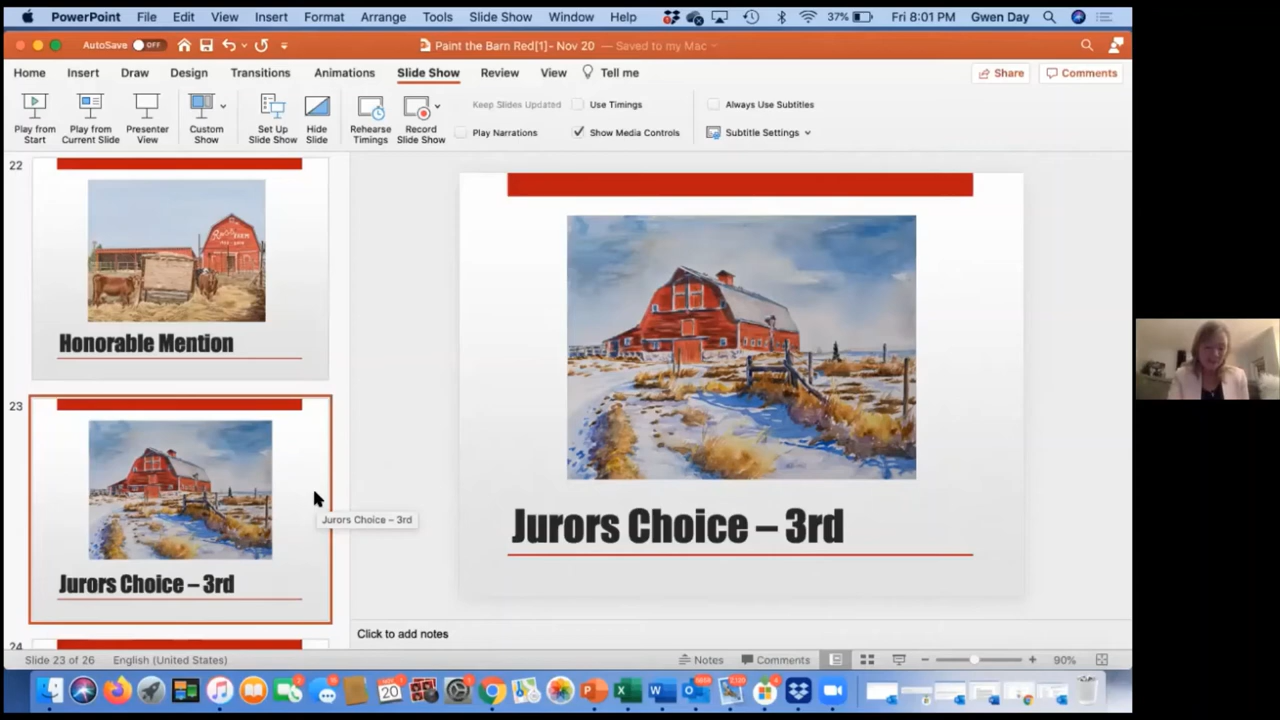 PowerPoint File Edit View Insert Format Arrange Tools Slide Show Window Help 37% Fri 8:01 PM Gwen Day
AutoSave OFF Paint the Barn Red[1]- Nov 20 — Saved to my Mac
Home Insert Draw Design Transitions Animations Slide Show Review View Tell me Share Comments
Keep Slides Updated Use Timings Always Use Subtitles
Play from Start Play from Current Slide Presenter View Custom Show Set Up Slide Show Hide Slide Rehearse Timings Record Slide Show Play Narrations Show Media Controls Subtitle Settings
22
Honorable Mention
23
Jurors Choice – 3rd
Jurors Choice – 3rd
24
Jurors Choice – 3rd
Click to add notes
Slide 23 of 26 English (United States) Notes Comments 90%
20